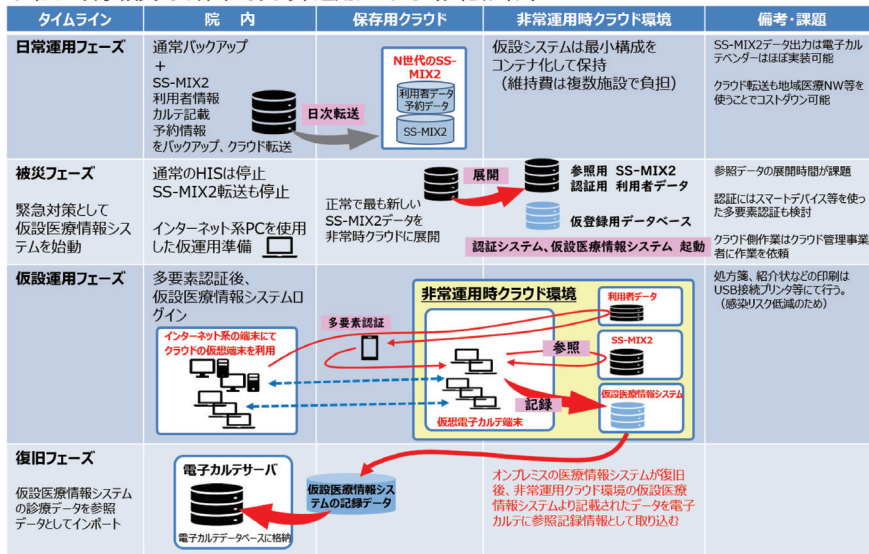 タイムライン
院 内
保存用クラウド
非常運用時クラウド環境
備考・課題
日常運用フェーズ
通常バックアップ
+
SS-MIX2
利用者情報
カルテ記載
予約情報
をバックアップ、クラウド転送
日次転送
N世代のSS-
MIX2
利用者データ
予約データ
SS-MIX2
仮設システムは最小構成を
コンテナ化して保持
(維持費は複数施設で負担)
SS-MIX2データ出力は電子カル
テベンダーはほぼ実装可能
クラウド転送も地域医療NW等を
使うことでコストダウン可能
被災フェーズ
緊急対策として
仮設医療情報シス
テムを始動
通常のHISは停止
SS-MIX2転送も停止
インターネット系PCを使用
した仮運用準備
正常で最も新しい
SS-MIX2データを
非常時クラウドに展開
展開
参照用 SS-MIX2
認証用 利用者データ
仮登録用データベース
認証システム、仮設医療情報システム 起動
参照データの展開時間が課題
認証にはスマートデバイス等を使っ
た多要素認証も検討
クラウド側作業はクラウド管理事業
者に作業を依頼
仮設運用フェーズ
多要素認証後、
仮設医療情報システムロ
グイン
インターネット系の端末にて
クラウドの仮想端末を利用
多要素認証
非常運用時クラウド環境
利用者データ
参照
SS-MIX2
記録
仮設医療情報システム
仮想電子カルテ端末
処方箋、紹介状などの印刷は
USB接続プリンタ等にて行う。
(感染リスク低減のため)
復旧フェーズ
仮設医療情報システム
の診療データを参照
データとしてインポート
電子カルテサーバ
電子カルテデータベースに格納
仮設医療情報シス
テムの記録データ
オンプレミスの医療情報システムが復旧
後、非常運用クラウド環境の仮設医療
情報システムより記載されたデータを電子
カルテに参照記録情報として取り込む